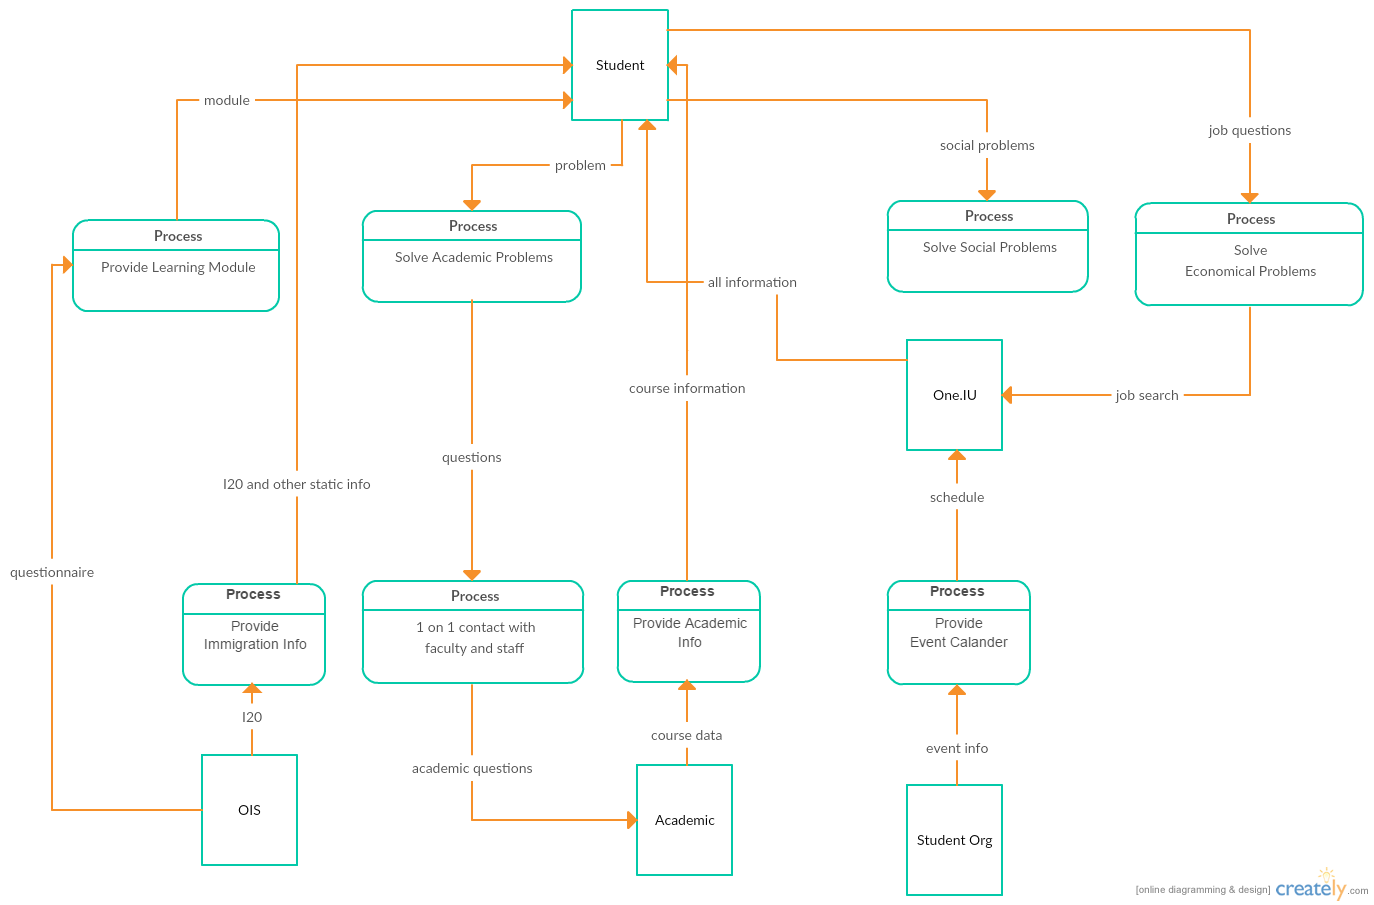 Student
module
job questions
social problems
problem
Process
Solve Social Problems
Process
Solve
Economical Problems
Process
Solve Academic Problems
Process
Provide Learning Module
all information
course information
One.IU
job search
questions
I20 and other static info
schedule
questionnaire
Process
Provide
Immigration Info
Process
1 on 1 contact with
faculty and staff
Process
Provide Academic
Info
Process
Provide
Event Calander
I20
course data
event info
academic questions
OIS
Academic
Student Org
[online diagramming & design] creately.com